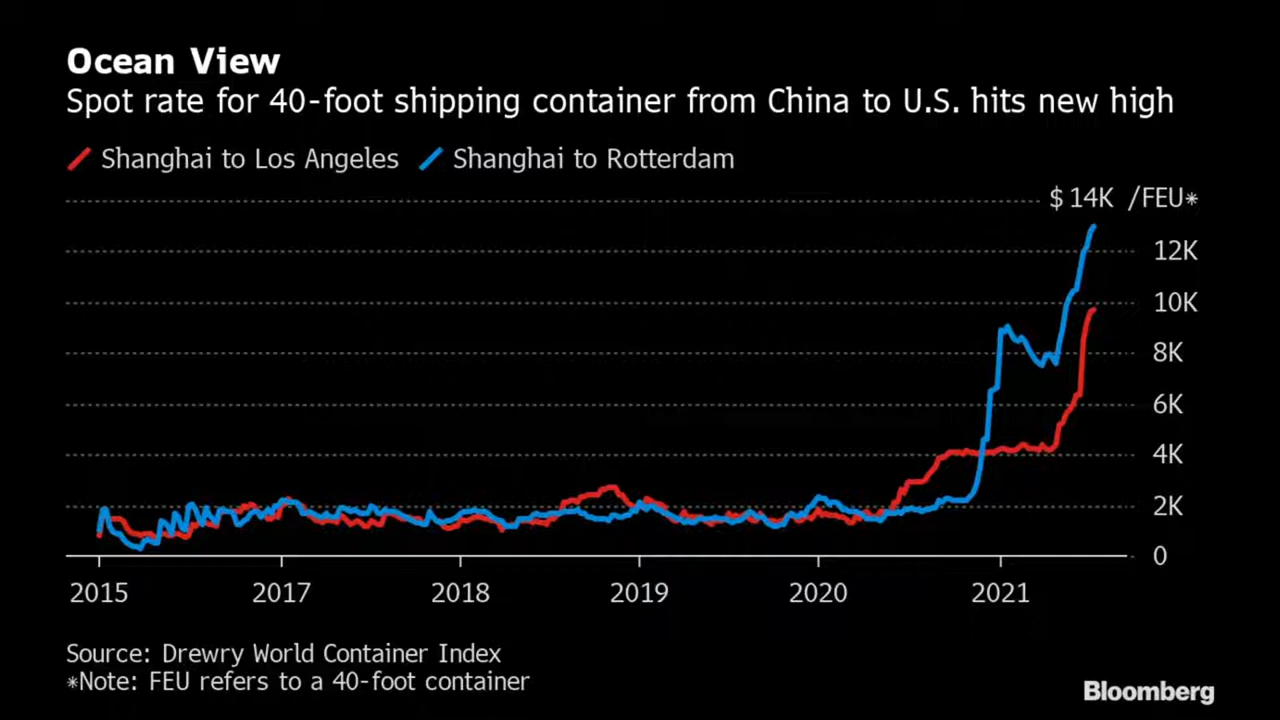 Ocean View
Spot rate for 40-foot shipping container from China to U.S. hits new high
Shanghai to Los Angeles Shanghai to Rotterdam
$ 14K /FEU*
12K
10K
8K
6K
4K
2K
0
2015 2017 2018 2019 2020 2021
Source: Drewry World Container Index
*Note: FEU refers to a 40-foot container
Bloomberg